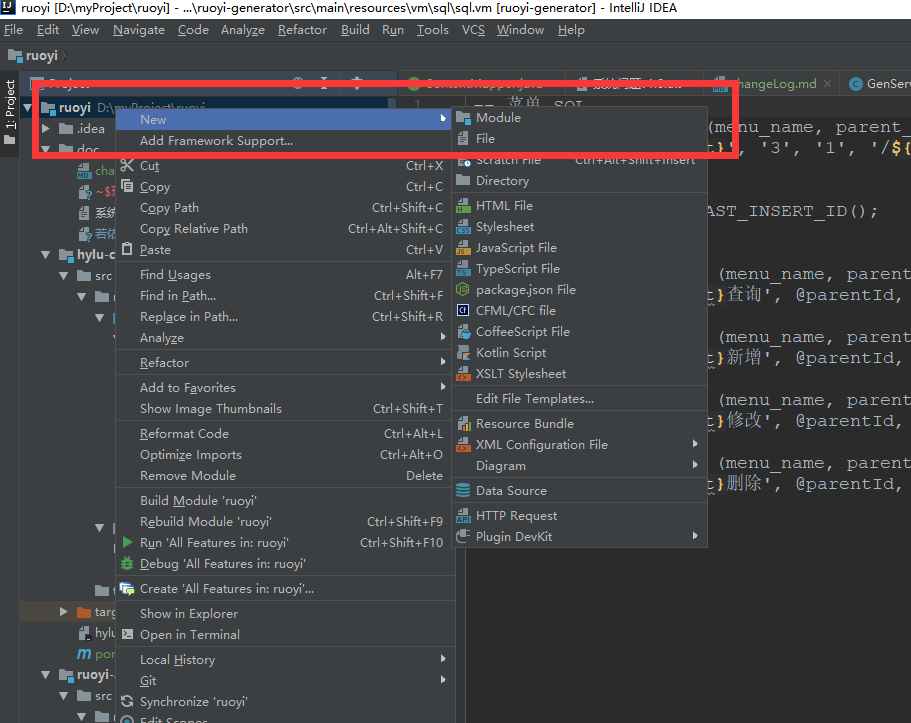 ruoyi [D:\myProject\ruoyi] - ...\ruoyi-generator\src\main\resources\vm\sql\sql.vm [ruoyi-generator] - IntelliJ IDEA
File Edit View Navigate Code Analyze Refactor Build Run Tools VCS Window Help
ruoyi
1: Project
hangeLog.md
GenServ
ruoyi D:\myProject\ruoyi
1
-- 菜单 SQL
.idea
doc
cha
系统
若依
hylu-c
src
targ
hylu
por
ruoyi-
src
New
Add Framework Support...
Cut Ctrl+X
Copy Ctrl+C
Copy Path Ctrl+Shift+C
Copy Relative Path Ctrl+Alt+Shift+C
Paste Ctrl+V
Find Usages Alt+F7
Find in Path... Ctrl+Shift+F
Replace in Path... Ctrl+Shift+R
Analyze
Refactor
Add to Favorites
Show Image Thumbnails Ctrl+Shift+T
Reformat Code Ctrl+Alt+L
Optimize Imports Ctrl+Alt+O
Remove Module Delete
Build Module 'ruoyi'
Rebuild Module 'ruoyi' Ctrl+Shift+F9
Run 'All Features in: ruoyi' Ctrl+Shift+F10
Debug 'All Features in: ruoyi'
Create 'All Features in: ruoyi'...
Show in Explorer
Open in Terminal
Local History
Git
Synchronize 'ruoyi'
Edit Scopes
Module
File
Scratch File Ctrl+Alt+Shift+Insert
Directory
HTML File
Stylesheet
JavaScript File
TypeScript File
package.json File
CFML/CFC file
CoffeeScript File
Kotlin Script
XSLT Stylesheet
Edit File Templates...
Resource Bundle
XML Configuration File
Diagram
Data Source
HTTP Request
Plugin DevKit
(menu_name, parent_
}', '3', '1', '/${
AST_INSERT_ID();
(menu_name, parent
}查询', @parentId,
(menu_name, parent
}新增', @parentId,
(menu_name, parent
}修改', @parentId,
(menu_name, parent
}删除', @parentId,